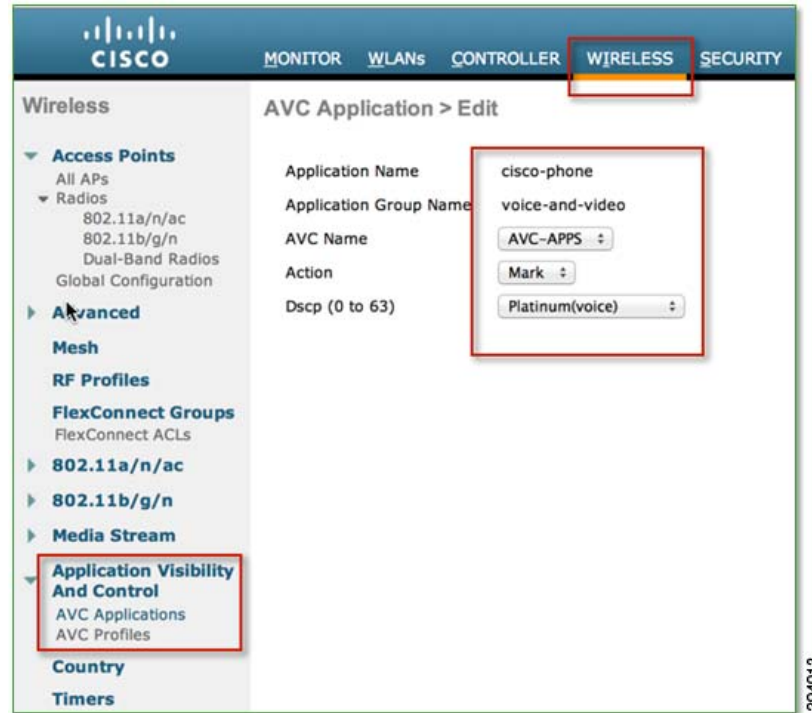 CISCO
MONITOR WLANs CONTROLLER WIRELESS SECURITY
Wireless
Access Points
All APs
Radios
802.11a/n/ac
802.11b/g/n
Dual-Band Radios
Global Configuration
Advanced
Mesh
RF Profiles
FlexConnect Groups
FlexConnect ACLs
802.11a/n/ac
802.11b/g/n
Media Stream
Application Visibility
And Control
AVC Applications
AVC Profiles
Country
Timers
AVC Application > Edit
Application Name cisco-phone
Application Group Name voice-and-video
AVC Name AVC-APPS
Action Mark
Dscp (0 to 63) Platinum(voice)